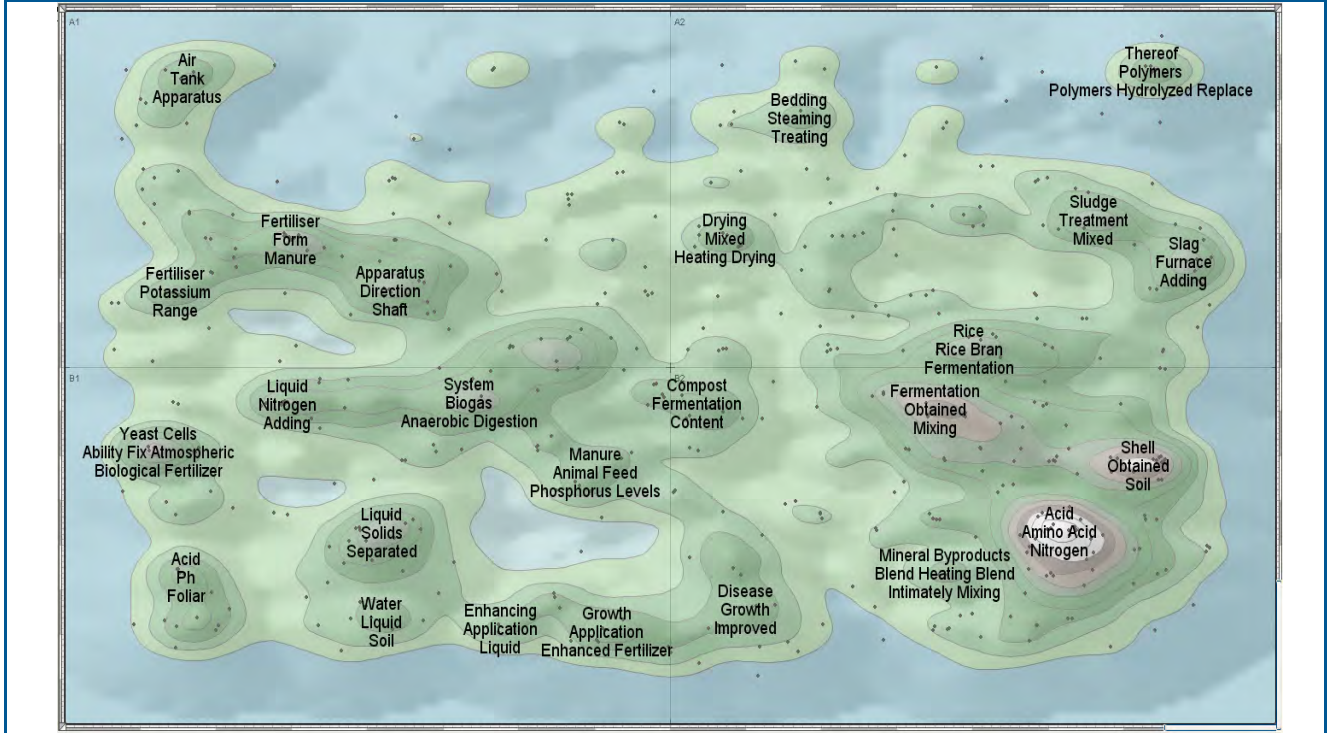 A1
A2
Air
Tank
Apparatus
Thereof
Polymers
Polymers Hydrolyzed Replace
Bedding
Steaming
Treating
Fertiliser
Form
Manure
Drying
Mixed
Heating Drying
Sludge
Treatment
Mixed
Slag
Furnace
Adding
Fertiliser
Potassium
Range
Apparatus
Direction
Shaft
Rice
Rice Bran
Fermentation
B1
Liquid
Nitrogen
Adding
System
Biogas
Anaerobic Digestion
Compost
Fermentation
Content
Fermentation
Obtained
Mixing
Yeast Cells
Ability Fix Atmospheric
Biological Fertilizer
Manure
Animal Feed
Phosphorus Levels
Shell
Obtained
Soil
Liquid
Solids
Separated
Acid
Amino Acid
Nitrogen
Acid
Ph
Foliar
Mineral Byproducts
Blend Heating Blend
Intimately Mixing
Water
LIquid
Soil
Enhancing
Application
Liquid
Growth
Application
Enhanced Fertilizer
Disease
Growth
Improved